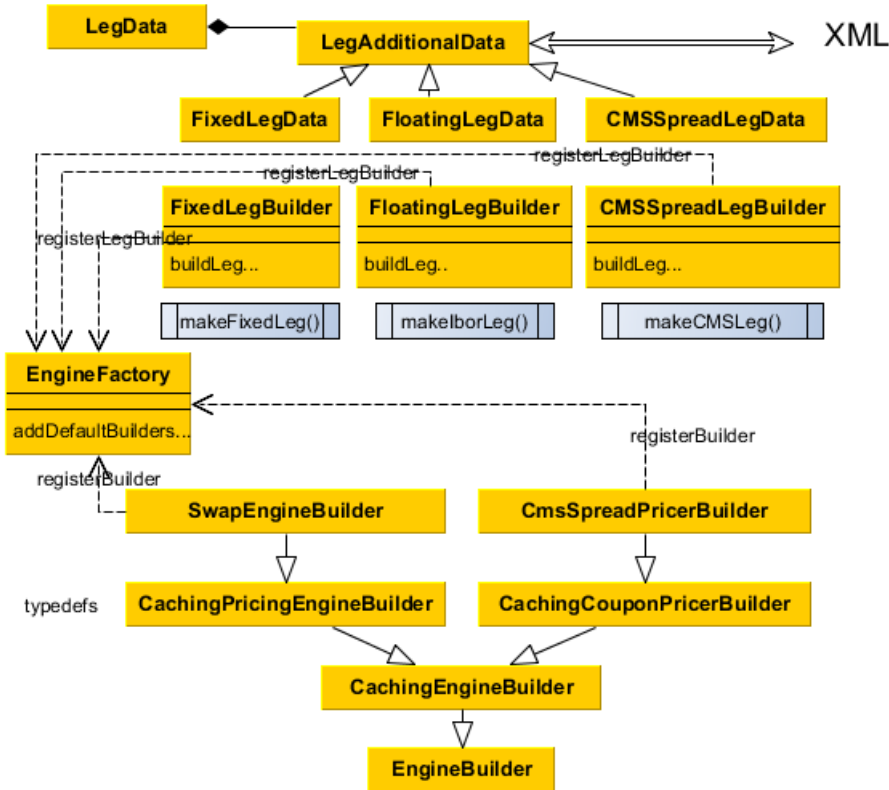 LegData
LegAdditionalData
XML
FixedLegData
FloatingLegData
CMSSpreadLegData
registerLegBuilder
registerLegBuilder
FixedLegBuilder
FloatingLegBuilder
CMSSpreadLegBuilder
registerLegBuilder
buildLeg...
buildLeg..
buildLeg...
makeFixedLeg()
makeIborLeg()
makeCMSLeg()
EngineFactory
addDefaultBuilders...
registerBuilder
registerBuilder
SwapEngineBuilder
CmsSpreadPricerBuilder
typedefs
CachingPricingEngineBuilder
CachingCouponPricerBuilder
CachingEngineBuilder
EngineBuilder